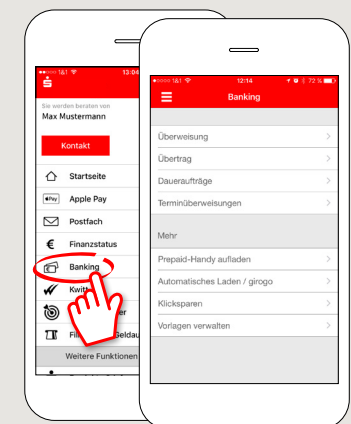 1&1
13:04
Sie werden beraten von
Max Mustermann
Kontakt
Startseite
Pay Apple Pay
Postfach
€ Finanzstatus
Banking
Weitere Funktionen
1&1 12:14 72 %
Banking
Überweisung
Übertrag
Daueraufträge
Terminüberweisungen
Mehr
Prepaid-Handy aufladen
Automatisches Laden / girogo
Klicksparen
Vorlagen verwalten